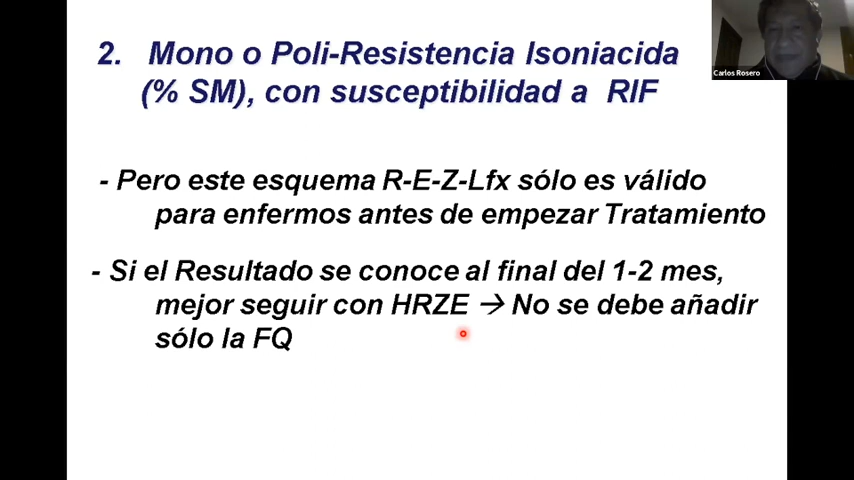 2. Mono o Poli-Resistencia Isoniacida
(% SM), con susceptibilidad a RIF
- Pero este esquema R-E-Z-Lfx sólo es válido
para enfermos antes de empezar Tratamiento
- Si el Resultado se conoce al final del 1-2 mes,
mejor seguir con HRZE → No se debe añadir
sólo la FQ
Carlos Rosero